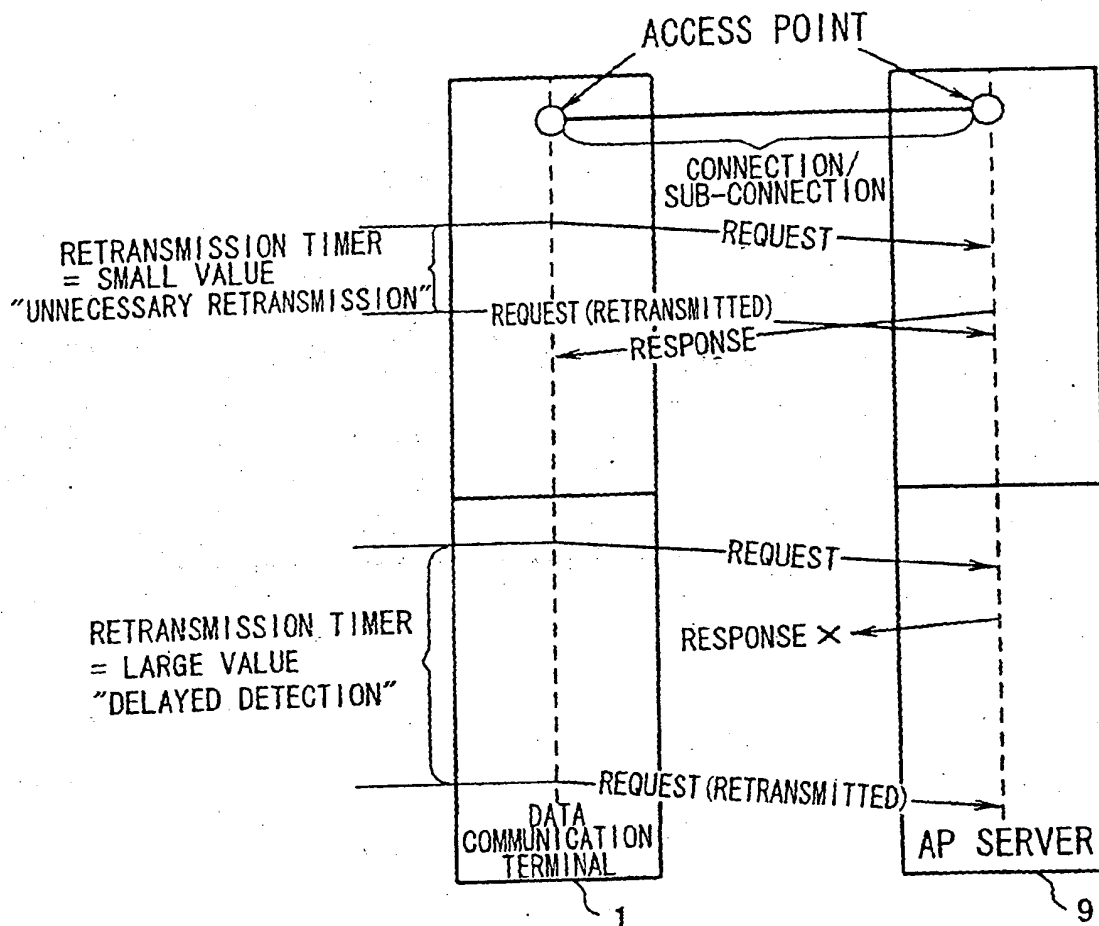 ACCESS POINT
CONNECTION/
SUB-CONNECTION
REQUEST
RETRANSMISSION TIMER
= SMALL VALUE
"UNNECESSARY RETRANSMISSION"
REQUEST (RETRANSMITTED)
RESPONSE
REQUEST
RESPONSE ×
RETRANSMISSION TIMER
= LARGE VALUE
"DELAYED DETECTION"
REQUEST (RETRANSMITTED)
DATA
COMMUNICATION
TERMINAL
AP SERVER
1
9